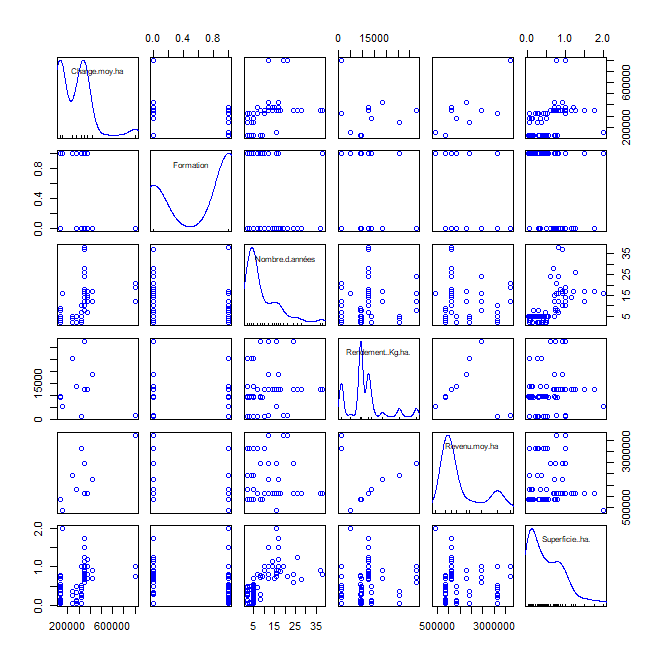 0.0 0.8 0 15000 0.0 1.0 2.0
Charge.moy.ha
200000 600000
Formation
0.0 0.4 0.8
Nombre.d.années
5 15 25 35
Rendement..Kg.ha.
0 15000
Revenu.moy.ha
500000 3000000
Superficie..ha.
0.0 1.0 2.0
200000 600000 5 15 25 35 500000 3000000